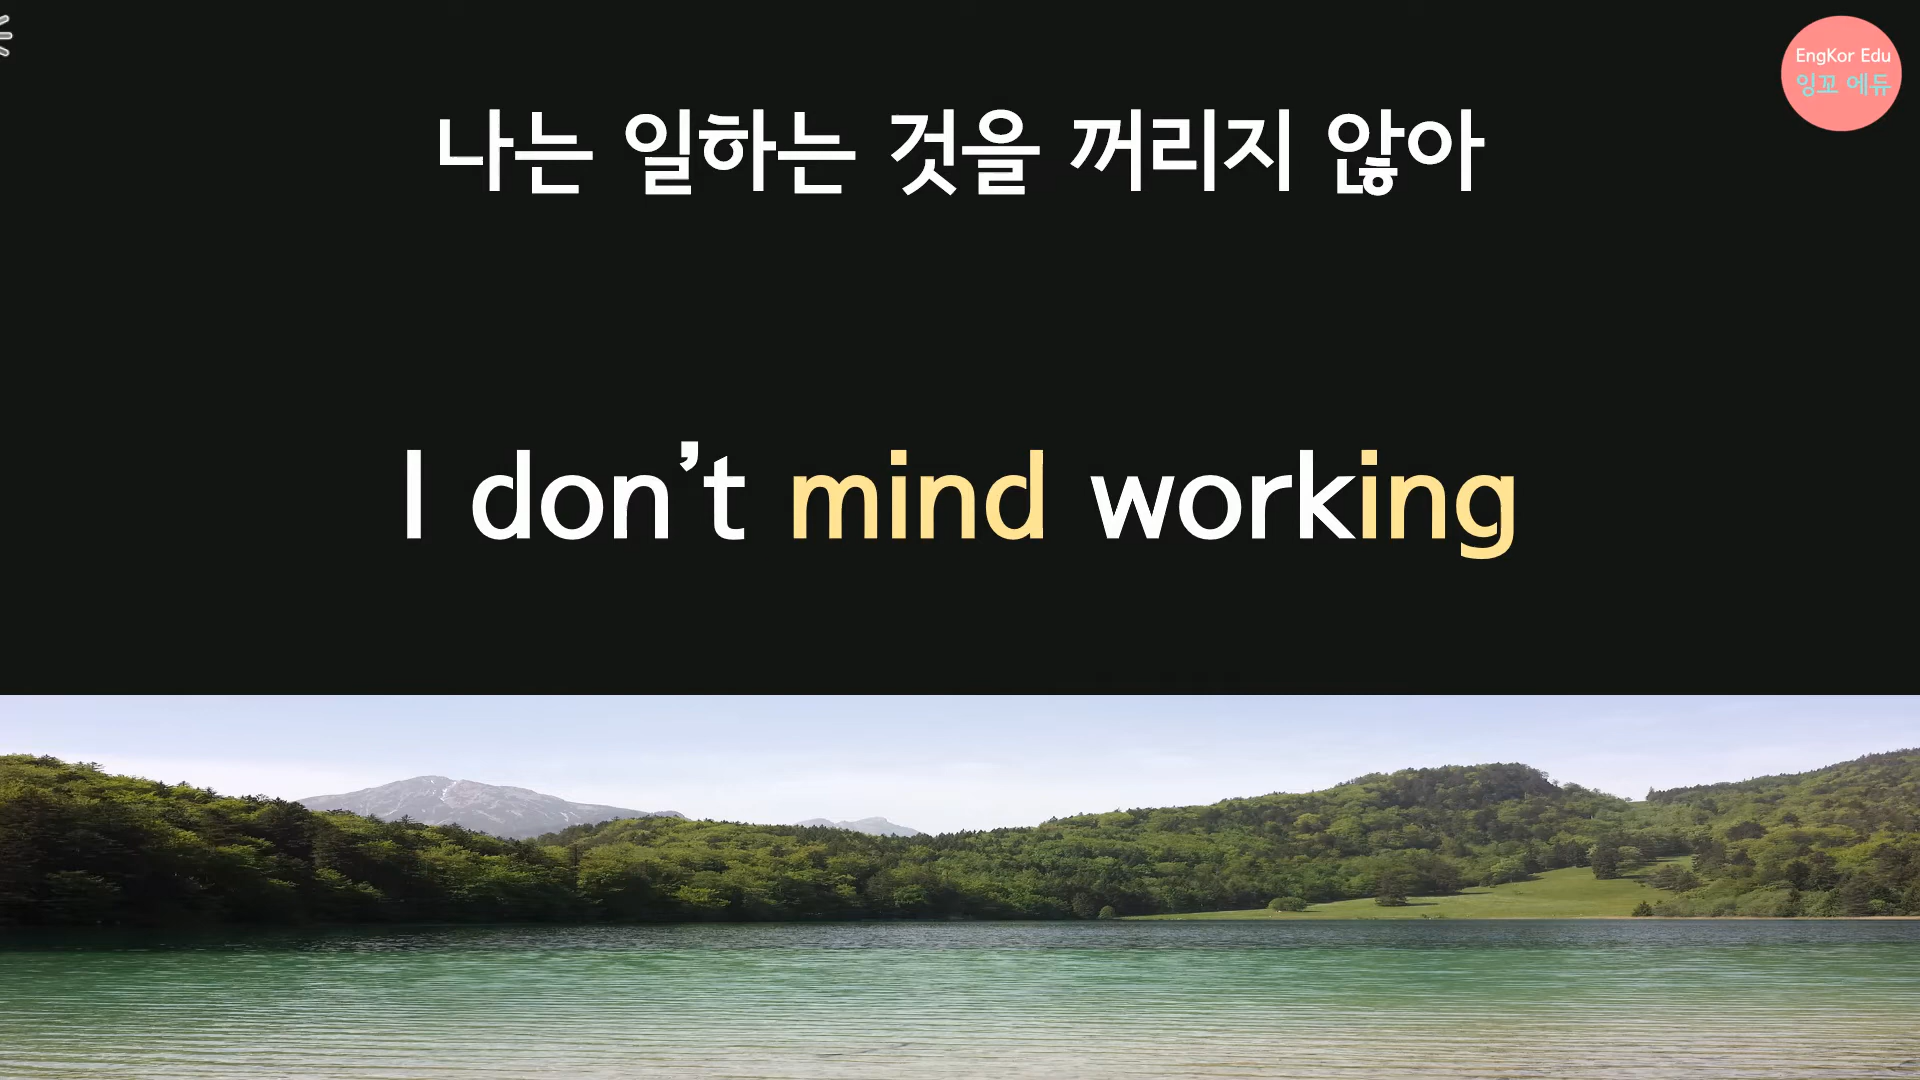 EngKor Edu
잉꼬 에듀
나는 일하는 것을 꺼리지 않아
I don’t mind working